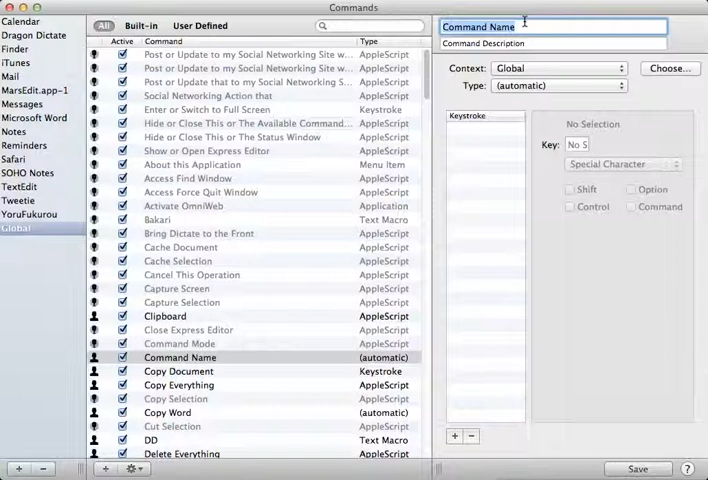 Commands
Calendar
Dragon Dictate
Finder
iTunes
Mail
MarsEdit.app-1
Messages
Microsoft Word
Notes
Reminders
Safari
SOHO Notes
TextEdit
Tweetie
YoruFukurou
Global
All Built-in User Defined
Active Command Type
Post or Update to my Social Networking Site w... AppleScript
Post or Update to my Social Networking Site w... AppleScript
Post or Update that to my Social Networking S... AppleScript
Social Networking Action that AppleScript
Enter or Switch to Full Screen Keystroke
Hide or Close This or The Available Command... AppleScript
Hide or Close This or The Status Window AppleScript
Show or Open Express Editor AppleScript
About this Application Menu Item
Access Find Window AppleScript
Access Force Quit Window AppleScript
Activate OmniWeb Application
Bakari Text Macro
Bring Dictate to the Front AppleScript
Cache Document AppleScript
Cache Selection AppleScript
Cancel This Operation AppleScript
Capture Screen AppleScript
Capture Selection AppleScript
Clipboard AppleScript
Close Express Editor AppleScript
Command Mode AppleScript
Command Name (automatic)
Copy Document Keystroke
Copy Everything AppleScript
Copy Selection AppleScript
Copy Word (automatic)
Cut Selection AppleScript
DD Text Macro
Delete Everything AppleScript
Command Name
Command Description
Context: Global Choose...
Type: (automatic)
Keystroke
No Selection
Key: No S
Special Character
Shift Option
Control Command
+ −
+ − + Save ?